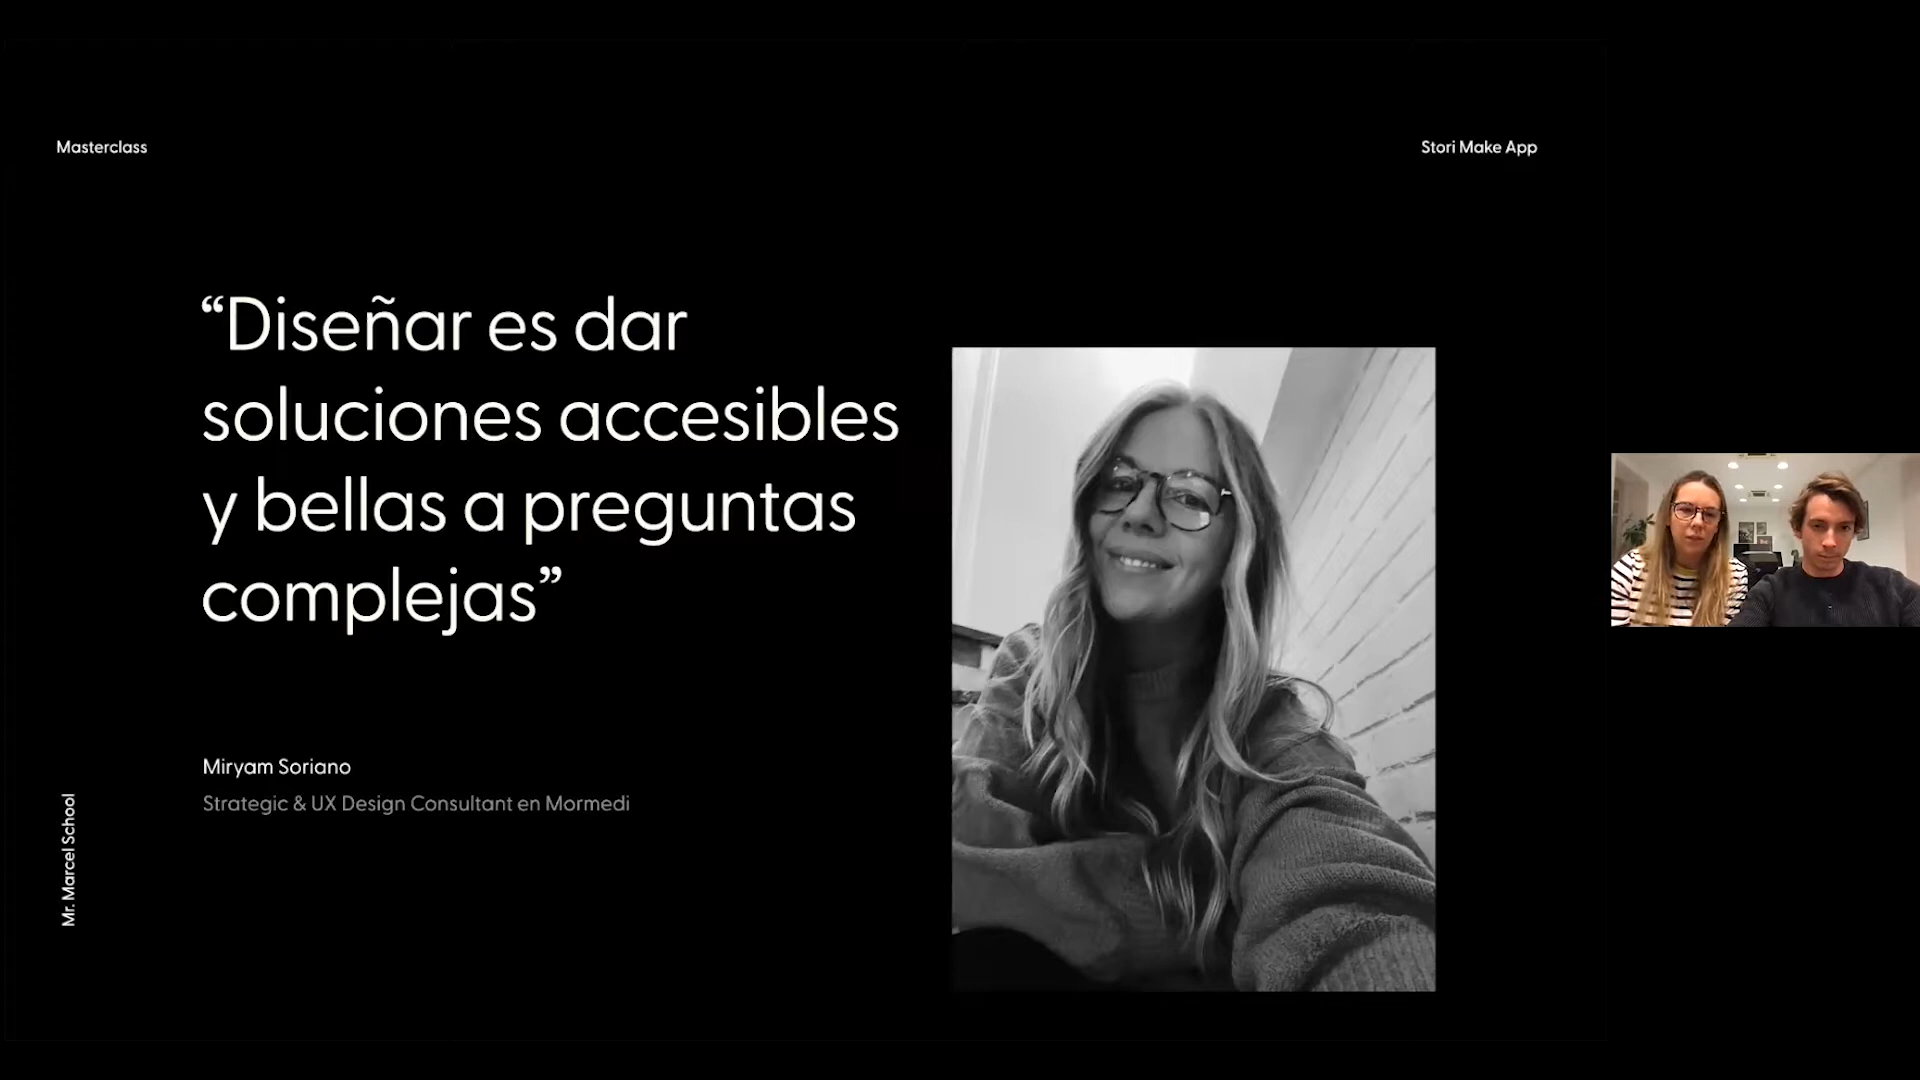 Masterclass
Stori Make App
“Diseñar es dar
soluciones accesibles
y bellas a preguntas
complejas”
Miryam Soriano
Strategic & UX Design Consultant en Mormedi
Mr. Marcel School